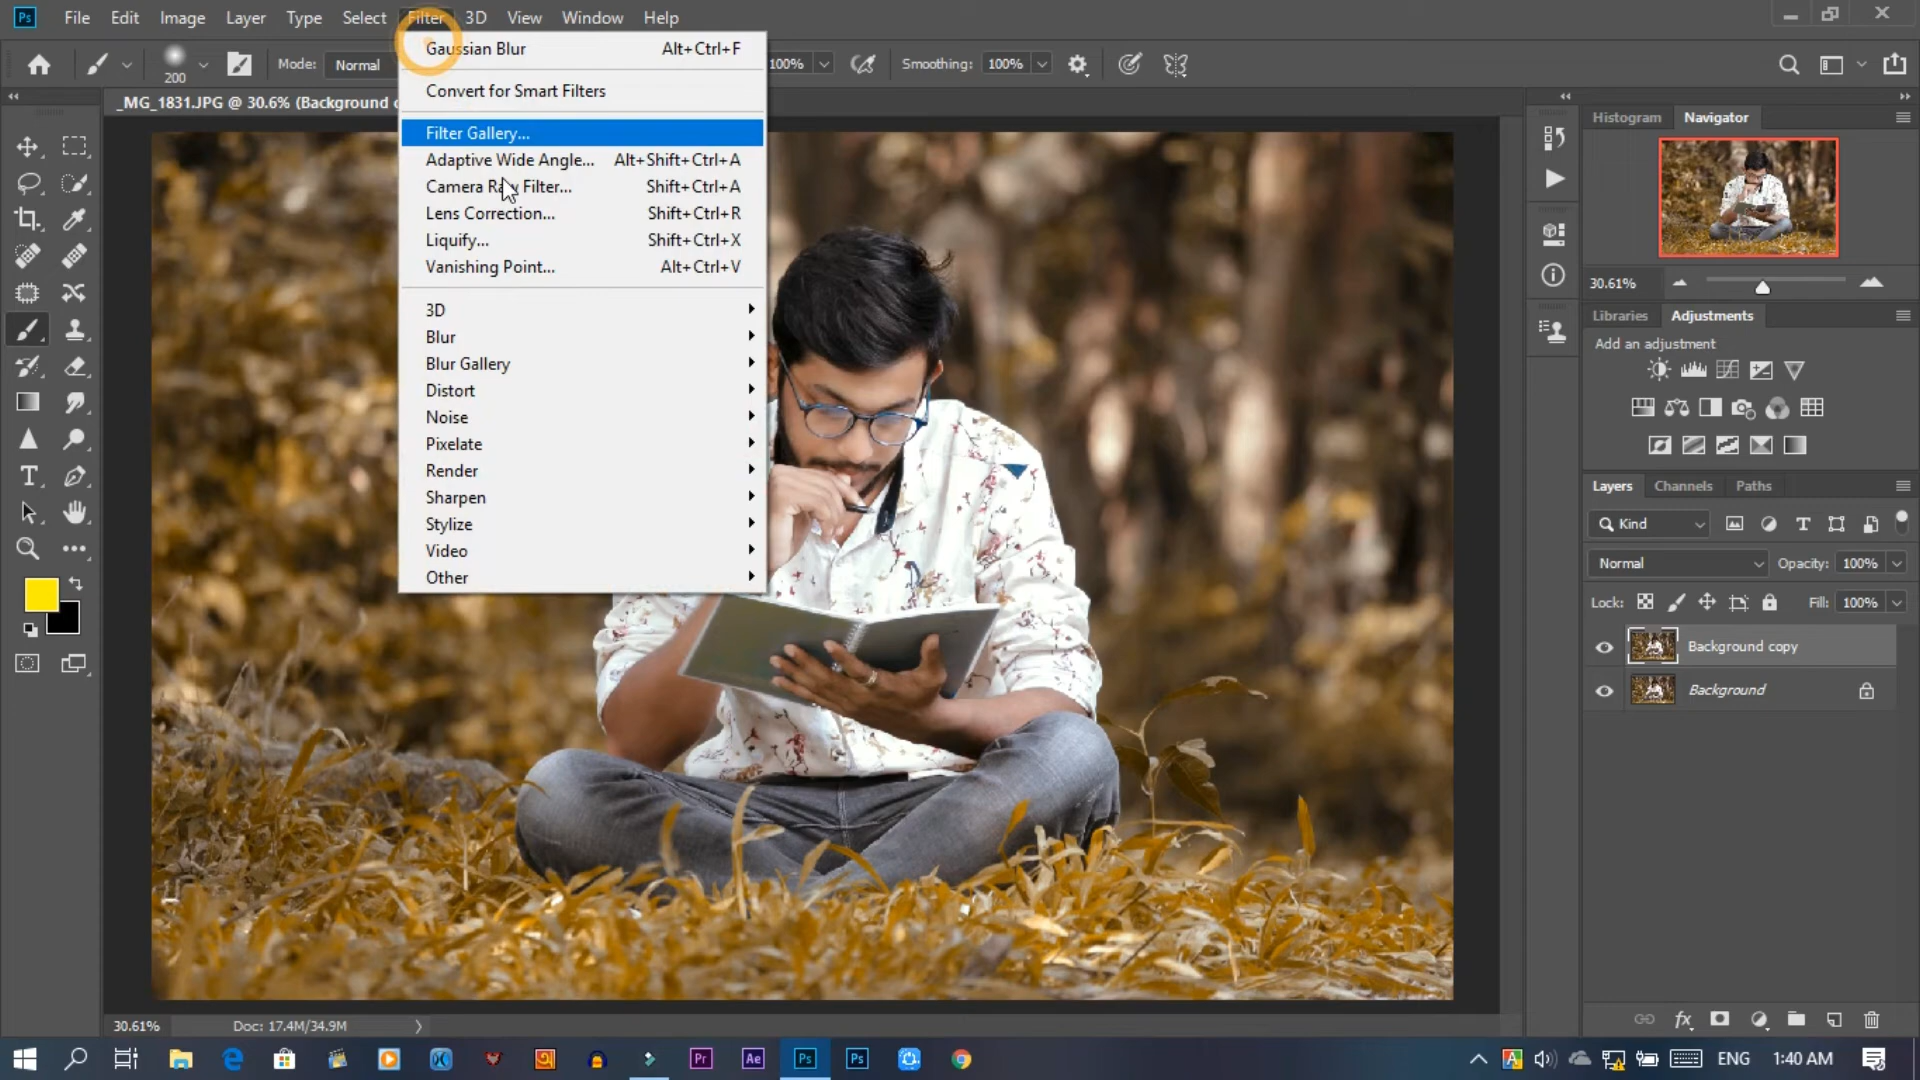 Ps File Edit Image Layer Type Select Filter 3D View Window Help
200 Mode: Normal 100% Smoothing: 100%
_MG_1831.JPG @ 30.6% (Background c
Gaussian Blur Alt+Ctrl+F
Convert for Smart Filters
Filter Gallery...
Adaptive Wide Angle... Alt+Shift+Ctrl+A
Camera Raw Filter... Shift+Ctrl+A
Lens Correction... Shift+Ctrl+R
Liquify... Shift+Ctrl+X
Vanishing Point... Alt+Ctrl+V
3D
Blur
Blur Gallery
Distort
Noise
Pixelate
Render
Sharpen
Stylize
Video
Other
Histogram Navigator
30.61%
Libraries Adjustments
Add an adjustment
Layers Channels Paths
Kind
Normal Opacity: 100%
Lock: Fill: 100%
Background copy
Background
30.61% Doc: 17.4M/34.9M
Pr Ae Ps Ps A ENG 1:40 AM